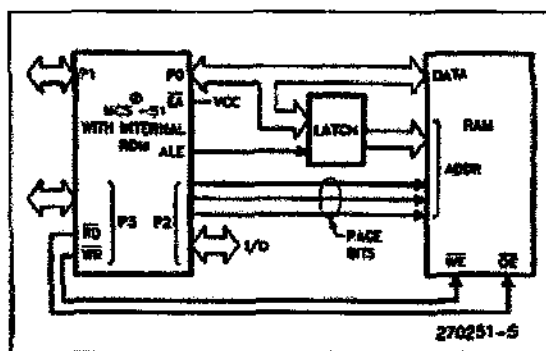 P1
P0
EA
VCC
MCS®-51
WITH INTERNAL
ROM
ALE
LATCH
DATA
RAM
ADDR
P3
P2
RD
WR
I/O
PAGE
BITS
WE
OE
270251-5